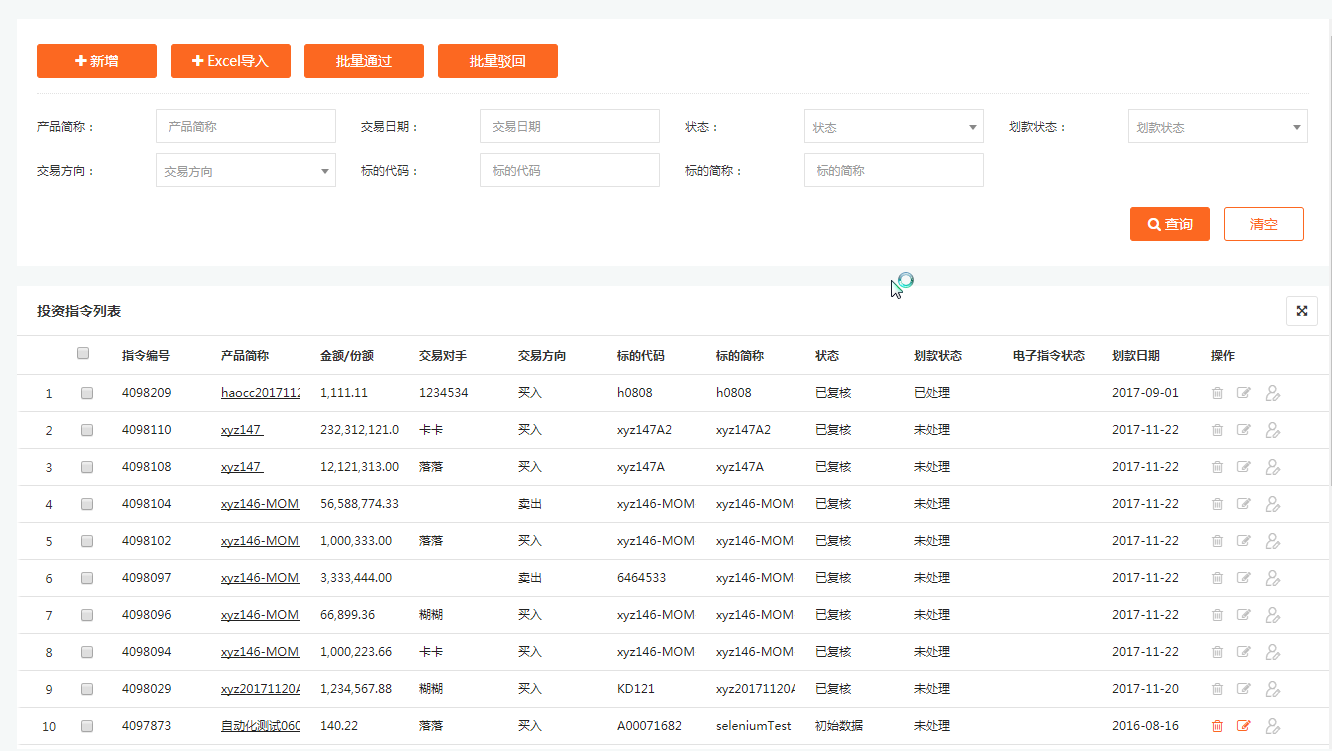 新增 Excel导入 批量通过 批量驳回
产品简称： 产品简称 交易日期： 交易日期 状态： 状态 划款状态： 划款状态
交易方向： 交易方向 标的代码： 标的代码 标的简称： 标的简称
查询 清空
投资指令列表
指令编号 产品简称 金额/份额 交易对手 交易方向 标的代码 标的简称 状态 划款状态 电子指令状态 划款日期 操作
1 4098209 haocc2017112 1,111.11 1234534 买入 h0808 h0808 已复核 已处理 2017-09-01
2 4098110 xyz147 232,312,121.0 卡卡 买入 xyz147A2 xyz147A2 已复核 未处理 2017-11-22
3 4098108 xyz147 12,121,313.00 落落 买入 xyz147A xyz147A 已复核 未处理 2017-11-22
4 4098104 xyz146-MOM 56,588,774.33 卖出 xyz146-MOM xyz146-MOM 已复核 未处理 2017-11-22
5 4098102 xyz146-MOM 1,000,333.00 落落 买入 xyz146-MOM xyz146-MOM 已复核 未处理 2017-11-22
6 4098097 xyz146-MOM 3,333,444.00 卖出 6464533 xyz146-MOM 已复核 未处理 2017-11-22
7 4098096 xyz146-MOM 66,899.36 糊糊 买入 xyz146-MOM xyz146-MOM 已复核 未处理 2017-11-22
8 4098094 xyz146-MOM 1,000,223.66 卡卡 买入 xyz146-MOM xyz146-MOM 已复核 未处理 2017-11-22
9 4098029 xyz20171120A 1,234,567.88 糊糊 买入 KD121 xyz20171120A 已复核 未处理 2017-11-20
10 4097873 自动化测试060 140.22 落落 买入 A00071682 seleniumTest 初始数据 未处理 2016-08-16